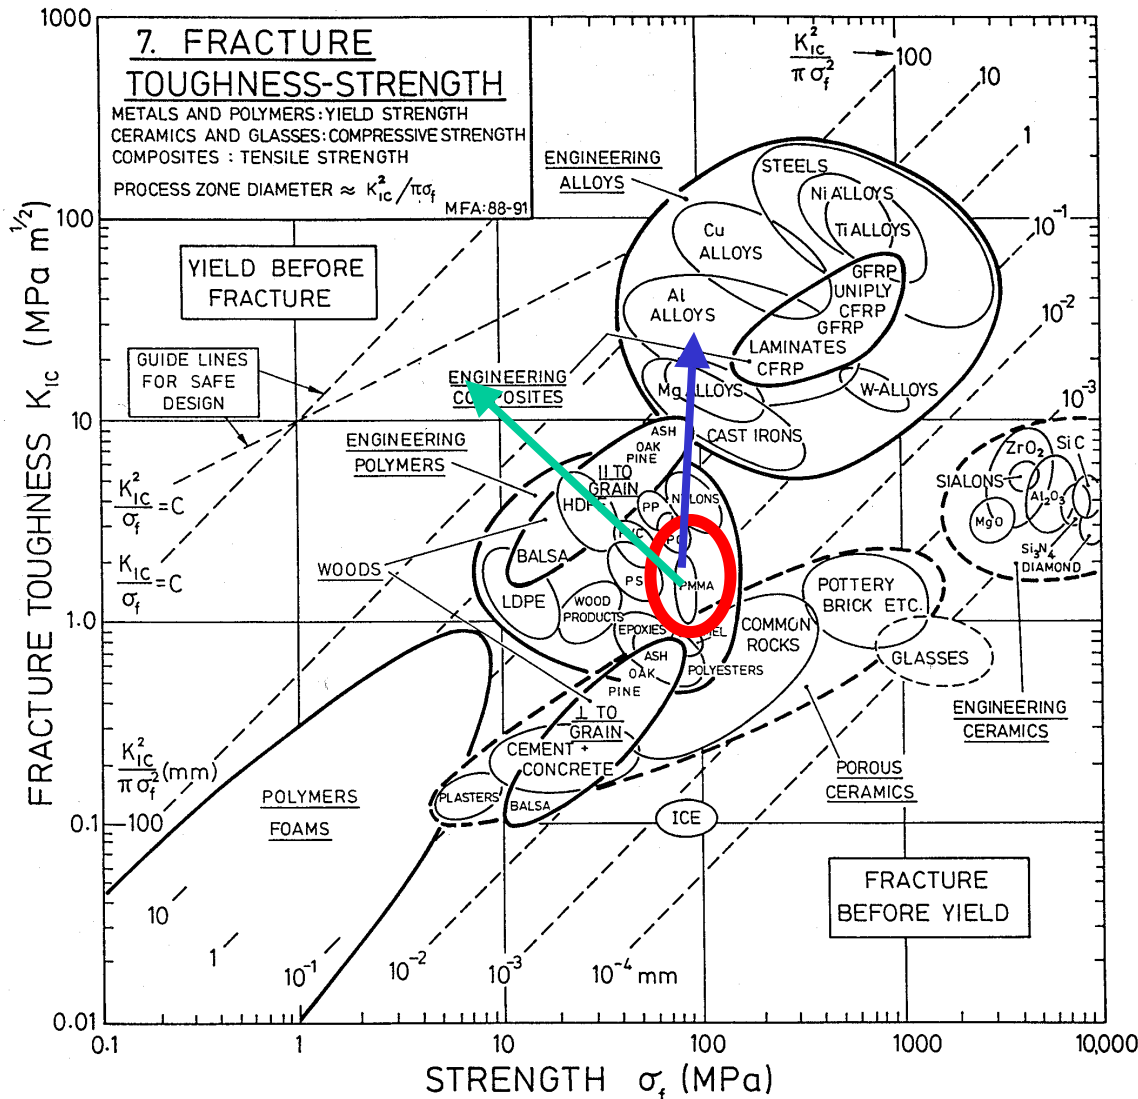 7. FRACTURE
TOUGHNESS-STRENGTH
METALS AND POLYMERS: YIELD STRENGTH
CERAMICS AND GLASSES: COMPRESSIVE STRENGTH
COMPOSITES : TENSILE STRENGTH
PROCESS ZONE DIAMETER ≈ K²IC/πσf
MFA:88-91
K²IC/πσ²f
100
10
1
10⁻¹
10⁻²
10⁻³
FRACTURE TOUGHNESS KIC (MPa m1/2)
1000
100
10
1.0
0.1
0.01
YIELD BEFORE
FRACTURE
GUIDE LINES
FOR SAFE
DESIGN
K²IC/σf = C
KIC/σf = C
K²IC/πσ²f (mm)
100
10
1
10⁻¹
10⁻²
10⁻³
10⁻⁴ mm
ENGINEERING
ALLOYS
STEELS
Ni ALLOYS
Ti ALLOYS
Cu
ALLOYS
Al
ALLOYS
GFRP
UNIPLY
CFRP
GFRP
LAMINATES
CFRP
Mg ALLOYS
W-ALLOYS
CAST IRONS
ENGINEERING
COMPOSITES
ENGINEERING
POLYMERS
ASH
OAK
PINE
II TO
GRAIN
PP
BALSA
WOODS
LDPE
WOOD
PRODUCTS
PS
PMMA
EPOXIES
POLYESTERS
ASH
OAK
PINE
⊥ TO
GRAIN
CEMENT +
CONCRETE
PLASTERS
BALSA
POLYMERS
FOAMS
ICE
COMMON
ROCKS
POTTERY
BRICK ETC.
GLASSES
POROUS
CERAMICS
ENGINEERING
CERAMICS
ZrO₂
SiC
SIALONS
Al₂O₃
MgO
Si₃N₄
DIAMOND
FRACTURE
BEFORE YIELD
0.1
1
10
100
1000
10,000
STRENGTH σf (MPa)